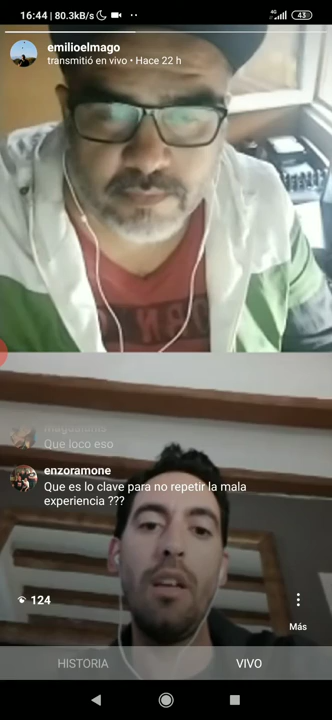 16:44 | 80.3kB/s
4G
43
emilioelmago
transmitió en vivo • Hace 22 h
Que loco eso
enzoramone
Que es lo clave para no repetir la mala
experiencia ???
124
Más
HISTORIA
VIVO